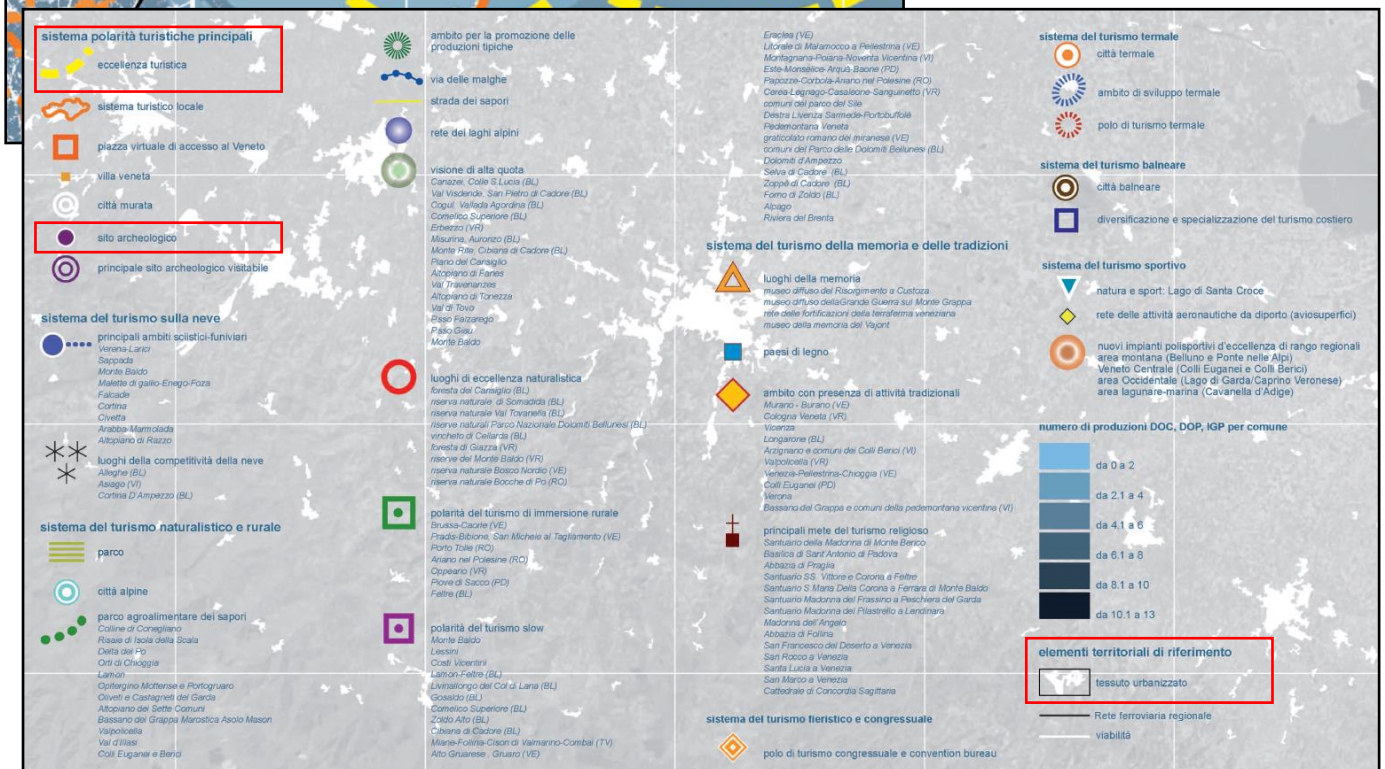 sistema polarità turistiche principali
eccellenza turistica
sistema turistico locale
piazza virtuale di accesso al Veneto
villa veneta
città murata
sito archeologico
principale sito archeologico visitabile
sistema del turismo sulla neve
principali ambiti sciistici-funiviari
Verena-Larici
Sappada
Monte Baldo
Malette di gallio-Enego-Foza
Falcade
Cortina
Civetta
Arabba-Marmolada
Altopiano di Razzo
luoghi della competitività della neve
Alleghe (BL)
Asiago (VI)
Cortina D'Ampezzo (BL)
sistema del turismo naturalistico e rurale
parco
città alpine
parco agroalimentare dei sapori
Colline di Conegliano
Risaie di Isola della Scala
Delta del Po
Orti di Chioggia
Lamon
Opitergino Mottense e Portogruaro
Oliveti e Castagneti del Garda
Altopiano dei Sette Comuni
Bassano del Grappa Marostica Asolo Mason
Valpolicella
Val d'Illasi
Colli Euganei e Berici
ambito per la promozione delle
produzioni tipiche
via delle malghe
strada dei sapori
rete dei laghi alpini
visione di alta quota
Canazei, Colle S.Lucia (BL)
Val Visdende, San Pietro di Cadore (BL)
Cogul, Vallada Agordina (BL)
Comelico Superiore (BL)
Erbezzo (VR)
Misurina, Auronzo (BL)
Monte Rite, Cibiana di Cadore (BL)
Piano del Cansiglio
Altopiano di Fanes
Val Travenanzes
Altopiano di Tonezza
Val di Tovo
Psso Falzarego
Psso Giau
Monte Baldo
luoghi di eccellenza naturalistica
foresta del Cansiglio (BL)
riserva naturale di Somadida (BL)
riserva naturale Val Tovanella (BL)
riserve naturali Parco Nazionale Dolomiti Bellunesi (BL)
vincheto di Cellarda (BL)
foresta di Giazza (VR)
riserve del Monte Baldo (VR)
riserva naturale Bosco Nordio (VE)
riserva naturale Bocche di Po (RO)
polarità del turismo di immersione rurale
Brussa-Caorle (VE)
Pradis-Bibione, San Michele al Tagliamento (VE)
Porto Tolle (RO)
Ariano nel Polesine (RO)
Oppeano (VR)
Piove di Sacco (PD)
Feltre (BL)
polarità del turismo slow
Monte Baldo
Lessini
Costi Vicentini
Lamon-Feltre (BL)
Livinallongo del Col di Lana (BL)
Gosaldo (BL)
Comelico Superiore (BL)
Zoldo Alto (BL)
Cibiana di Cadore (BL)
Miane-Follina-Cison di Valmarino-Combai (TV)
Alto Gruarese , Gruaro (VE)
Eraclea (VE)
Litorale di Malamocco a Pellestrina (VE)
Montagnana-Poiana-Noventa Vicentina (VI)
Este-Monselice-Arquà-Baone (PD)
Papozze-Corbola-Ariano nel Polesine (RO)
Cerea-Legnago-Casaleone-Sanguinetto (VR)
comuni del parco del Sile
Destra Livenza Sarmede-Portobuffolè
Pedemontana Veneta
graticolato romano del miranese (VE)
comuni del Parco delle Dolomiti Bellunesi (BL)
Dolomiti d'Ampezzo
Selva di Cadore (BL)
Zoppè di Cadore (BL)
Forno di Zoldo (BL)
Alpago
Riviera del Brenta
sistema del turismo della memoria e delle tradizioni
luoghi della memoria
museo diffuso del Risorgimento a Custoza
museo diffuso dellaGrande Guerra sul Monte Grappa
rete delle fortificazioni della terraferma veneziana
museo della memoria del Vajont
paesi di legno
ambito con presenza di attività tradizionali
Murano - Burano (VE)
Cologna Veneta (VR)
Vicenza
Longarone (BL)
Arzignano e comuni dei Colli Berici (VI)
Valpolicella (VR)
Venezia-Pellestrina-Chioggia (VE)
Colli Euganei (PD)
Verona
Bassano del Grappa e comuni della pedemontana vicentina (VI)
principali mete del turismo religioso
Santuario della Madonna di Monte Berico
Basilica di Sant'Antonio di Padova
Abbazia di Praglia
Santuario SS. Vittore e Corona a Feltre
Santuario S.Maria Della Corona a Ferrara di Monte Baldo
Santuario Madonna del Frassino a Peschiera del Garda
Santuario Madonna del Pilastrello a Lendinara
Madonna dell'Angelo
Abbazia di Follina
San Francesco del Deserto a Venezia
San Rocco a Venezia
Santa Lucia a Venezia
San Marco a Venezia
Cattedrale di Concordia Sagittaria
sistema del turismo fieristico e congressuale
polo di turismo congressuale e convention bureau
sistema del turismo termale
città termale
ambito di sviluppo termale
polo di turismo termale
sistema del turismo balneare
città balneare
diversificazione e specializzazione del turismo costiero
sistema del turismo sportivo
natura e sport: Lago di Santa Croce
rete delle attività aeronautiche da diporto (aviosuperfici)
nuovi impianti polisportivi d'eccellenza di rango regionali
area montana (Belluno e Ponte nelle Alpi)
Veneto Centrale (Colli Euganei e Colli Berici)
area Occidentale (Lago di Garda/Caprino Veronese)
area lagunare-marina (Cavanella d'Adige)
numero di produzioni DOC, DOP, IGP per comune
da 0 a 2
da 2.1 a 4
da 4.1 a 6
da 6.1 a 8
da 8.1 a 10
da 10.1 a 13
elementi territoriali di riferimento
tessuto urbanizzato
Rete ferroviaria regionale
viabilità